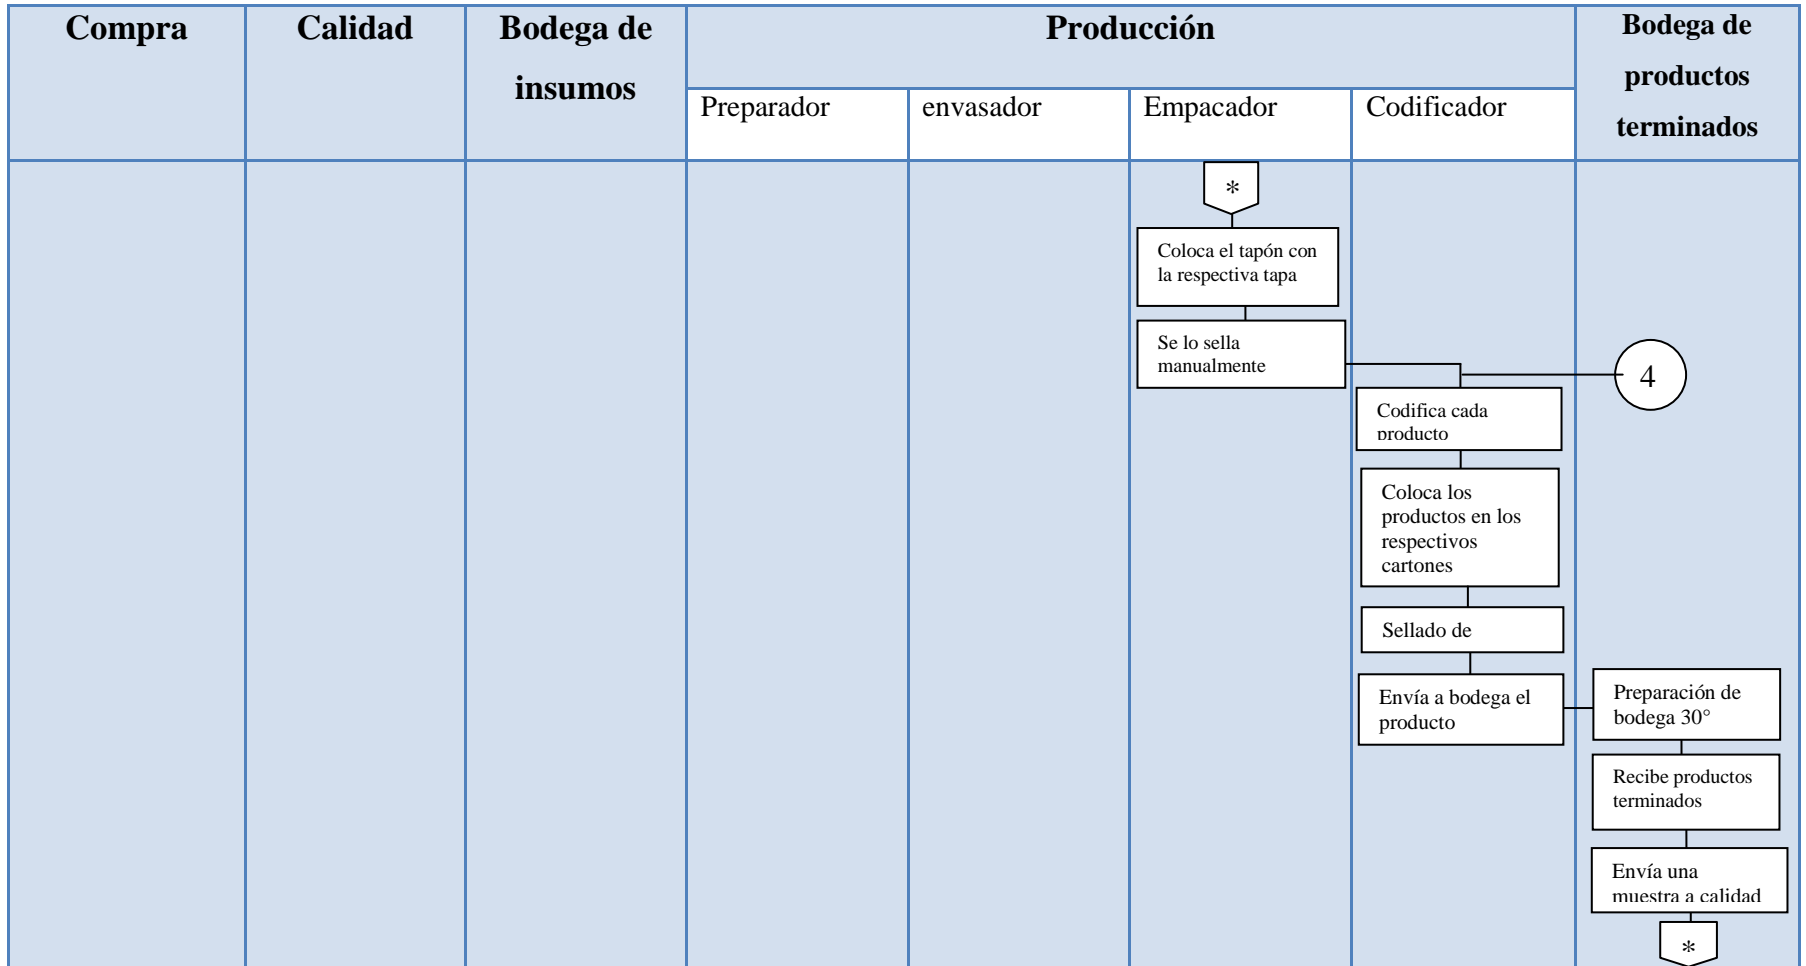 Compra
Calidad
Bodega de
insumos
Producción
Bodega de
productos
terminados
Preparador
envasador
Empacador
Codificador
*
Coloca el tapón con
la respectiva tapa
Se lo sella
manualmente
4
Codifica cada
producto
Coloca los
productos en los
respectivos
cartones
Sellado de
Envía a bodega el
producto
Preparación de
bodega 30°
Recibe productos
terminados
Envía una
muestra a calidad
*